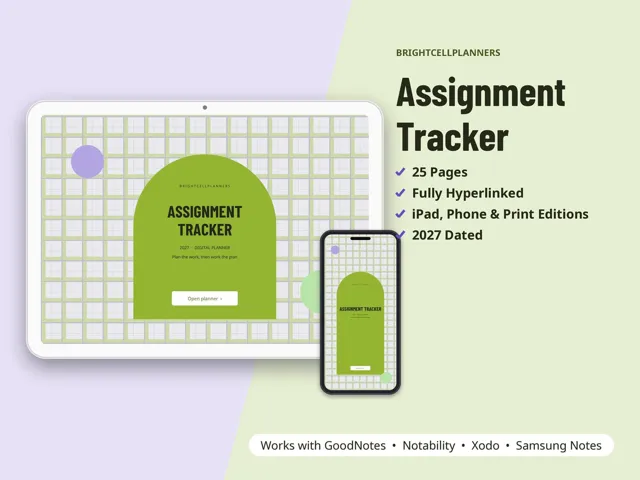 BRIGHTCELLPLANNERS
Assignment
Tracker
25 Pages
Fully Hyperlinked
iPad, Phone & Print Editions
2027 Dated
BRIGHTCELLPLANNERS
ASSIGNMENT
TRACKER
2027 · DIGITAL PLANNER
Plan the work, then work the plan
Open planner
ASSIGNMENT TRACKER
Works with GoodNotes • Notability • Xodo • Samsung Notes